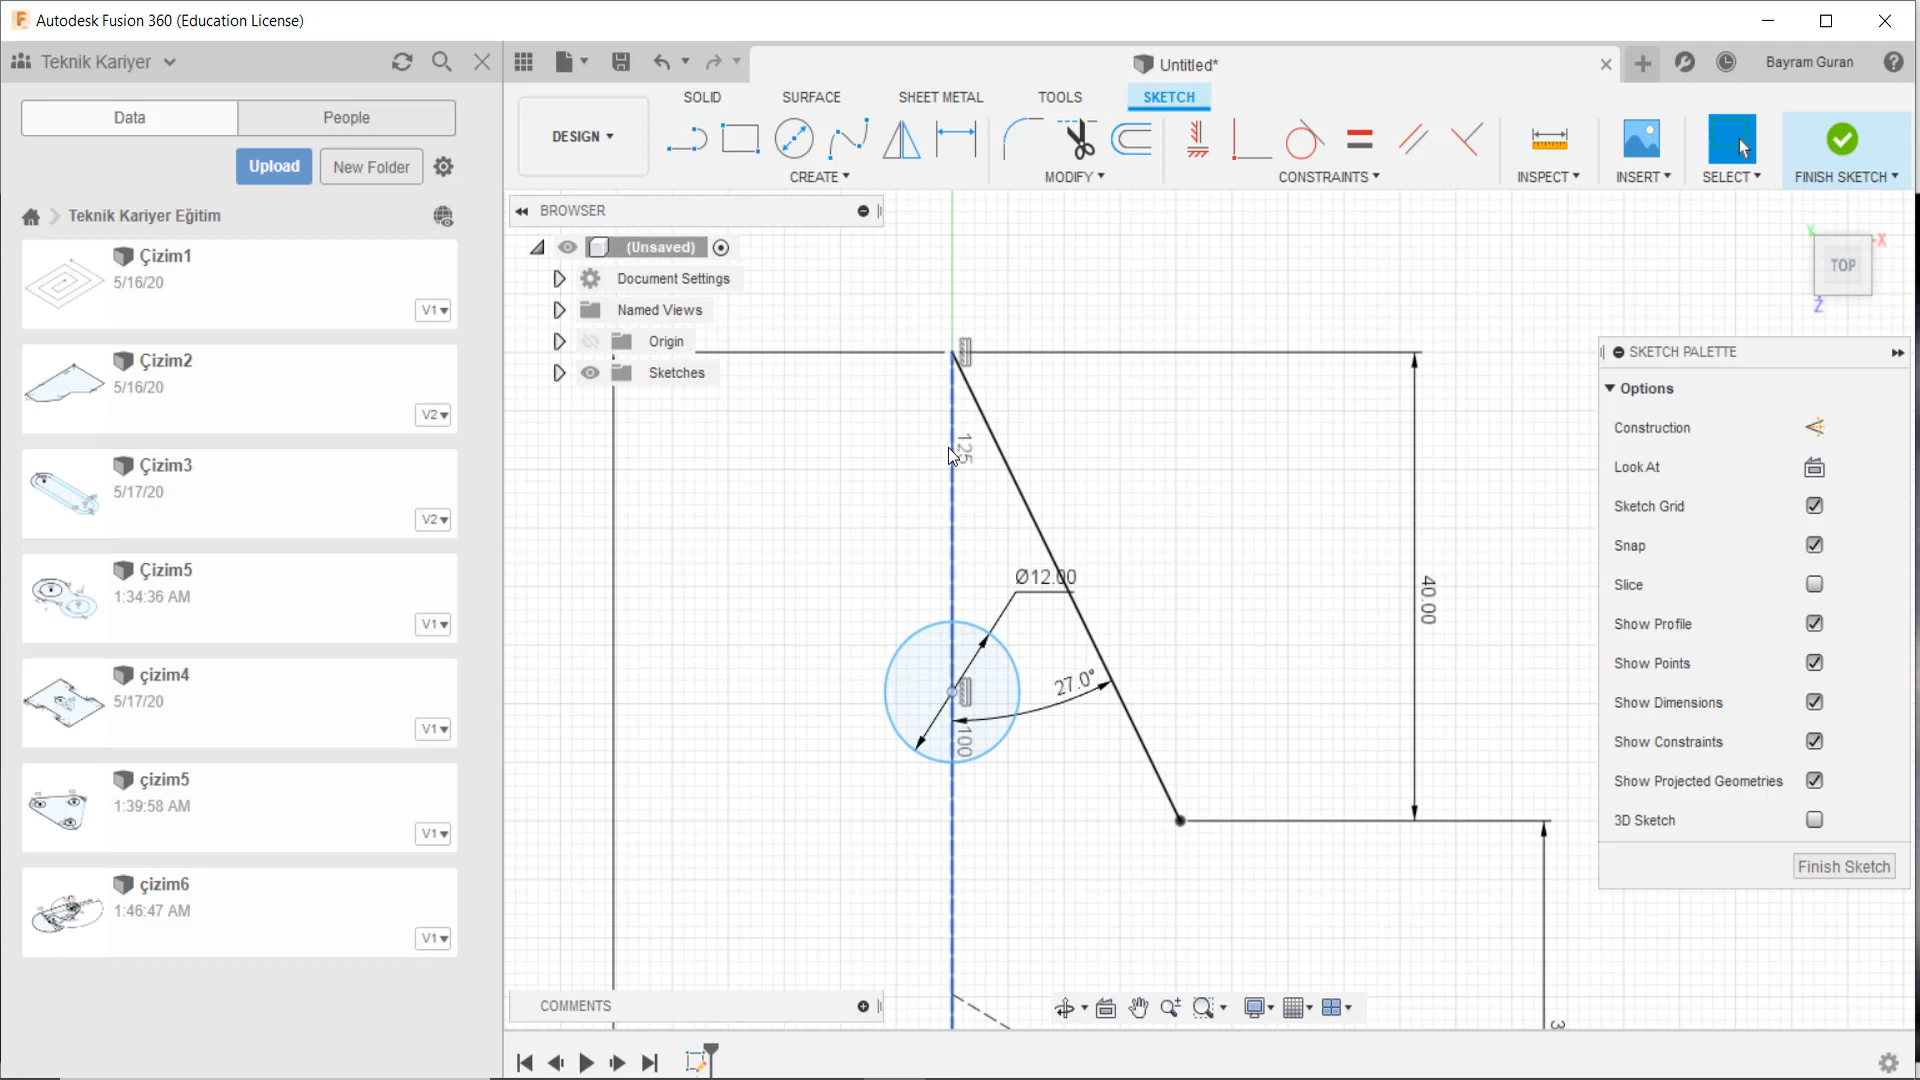 Autodesk Fusion 360 (Education License)
Teknik Kariyer
Untitled*
Bayram Guran
Data
People
Upload
New Folder
Teknik Kariyer Eğitim
Çizim1
5/16/20
V1
Çizim2
5/16/20
V2
Çizim3
5/17/20
V2
Çizim5
1:34:36 AM
V1
çizim4
5/17/20
V1
çizim5
1:39:58 AM
V1
çizim6
1:46:47 AM
V1
SOLID
SURFACE
SHEET METAL
TOOLS
SKETCH
DESIGN
CREATE
MODIFY
CONSTRAINTS
INSPECT
INSERT
SELECT
FINISH SKETCH
BROWSER
(Unsaved)
Document Settings
Named Views
Origin
Sketches
TOP
X
Y
Z
125
Ø12.00
27.0°
100
40.00
3
SKETCH PALETTE
Options
Construction
Look At
Sketch Grid
Snap
Slice
Show Profile
Show Points
Show Dimensions
Show Constraints
Show Projected Geometries
3D Sketch
Finish Sketch
COMMENTS